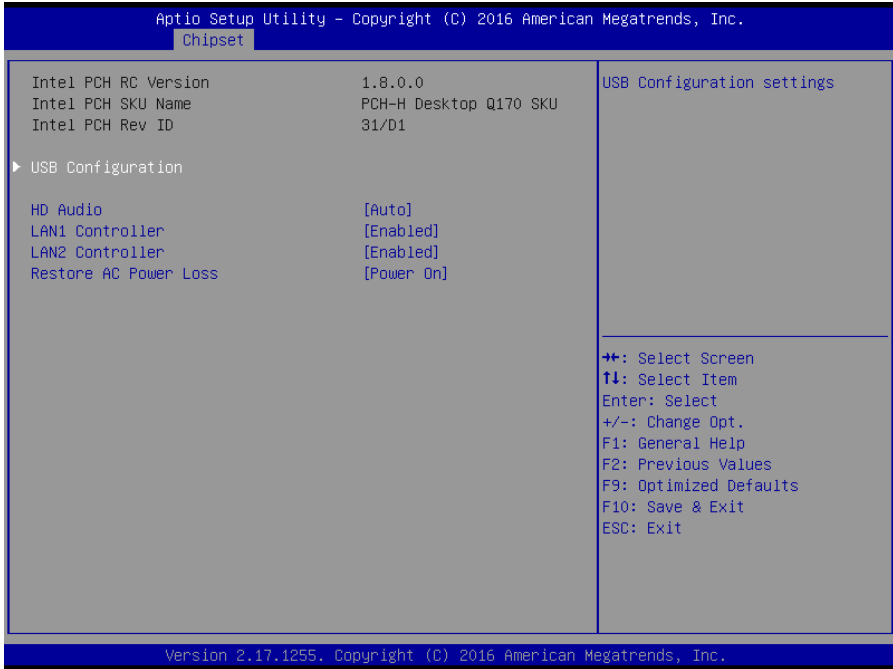 Aptio Setup Utility – Copyright (C) 2016 American Megatrends, Inc.
Chipset
Intel PCH RC Version 1.8.0.0
Intel PCH SKU Name PCH-H Desktop Q170 SKU
Intel PCH Rev ID 31/D1
USB Configuration
HD Audio [Auto]
LAN1 Controller [Enabled]
LAN2 Controller [Enabled]
Restore AC Power Loss [Power On]
USB Configuration settings
→←: Select Screen
↑↓: Select Item
Enter: Select
+/-: Change Opt.
F1: General Help
F2: Previous Values
F9: Optimized Defaults
F10: Save & Exit
ESC: Exit
Version 2.17.1255. Copyright (C) 2016 American Megatrends, Inc.